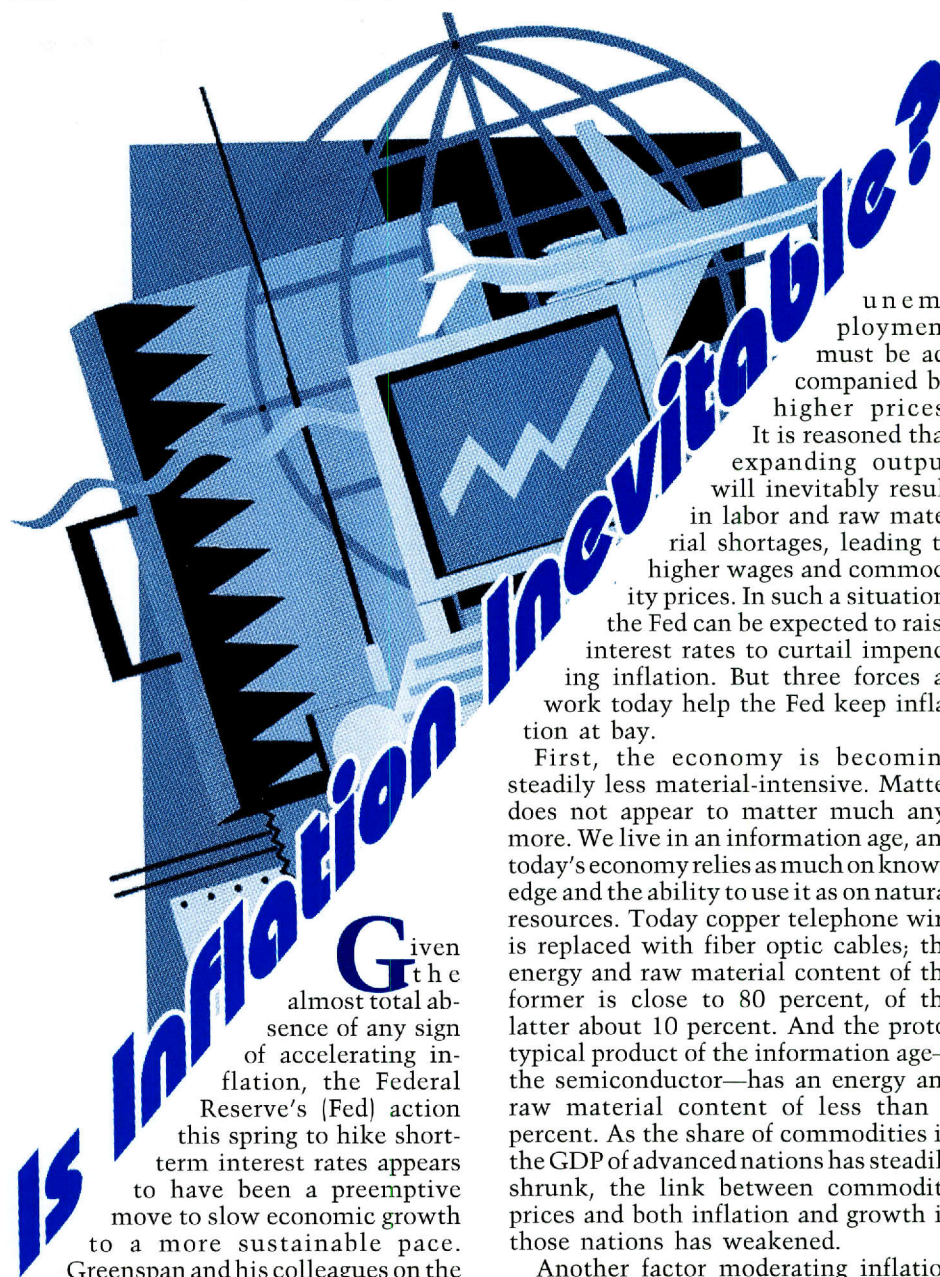 Is Inflation Inevitable?
Given
the
almost total ab-
sence of any sign
of accelerating in-
flation, the Federal
Reserve's (Fed) action
this spring to hike short-
term interest rates appears
to have been a preemptive
move to slow economic growth
to a more sustainable pace.
Greenspan and his colleagues on the
unem
ploymen
must be ac
companied b
higher prices
It is reasoned tha
expanding outpu
will inevitably resul
in labor and raw mate
rial shortages, leading t
higher wages and commod
ity prices. In such a situation
the Fed can be expected to rais
interest rates to curtail impend
ing inflation. But three forces a
work today help the Fed keep infla
tion at bay.
First, the economy is becomin
steadily less material-intensive. Matte
does not appear to matter much any
more. We live in an information age, an
today's economy relies as much on know
edge and the ability to use it as on natura
resources. Today copper telephone wir
is replaced with fiber optic cables; th
energy and raw material content of th
former is close to 80 percent, of th
latter about 10 percent. And the proto
typical product of the information age—
the semiconductor—has an energy an
raw material content of less than
percent. As the share of commodities i
the GDP of advanced nations has steadil
shrunk, the link between commodit
prices and both inflation and growth i
those nations has weakened.
Another factor moderating inflatio